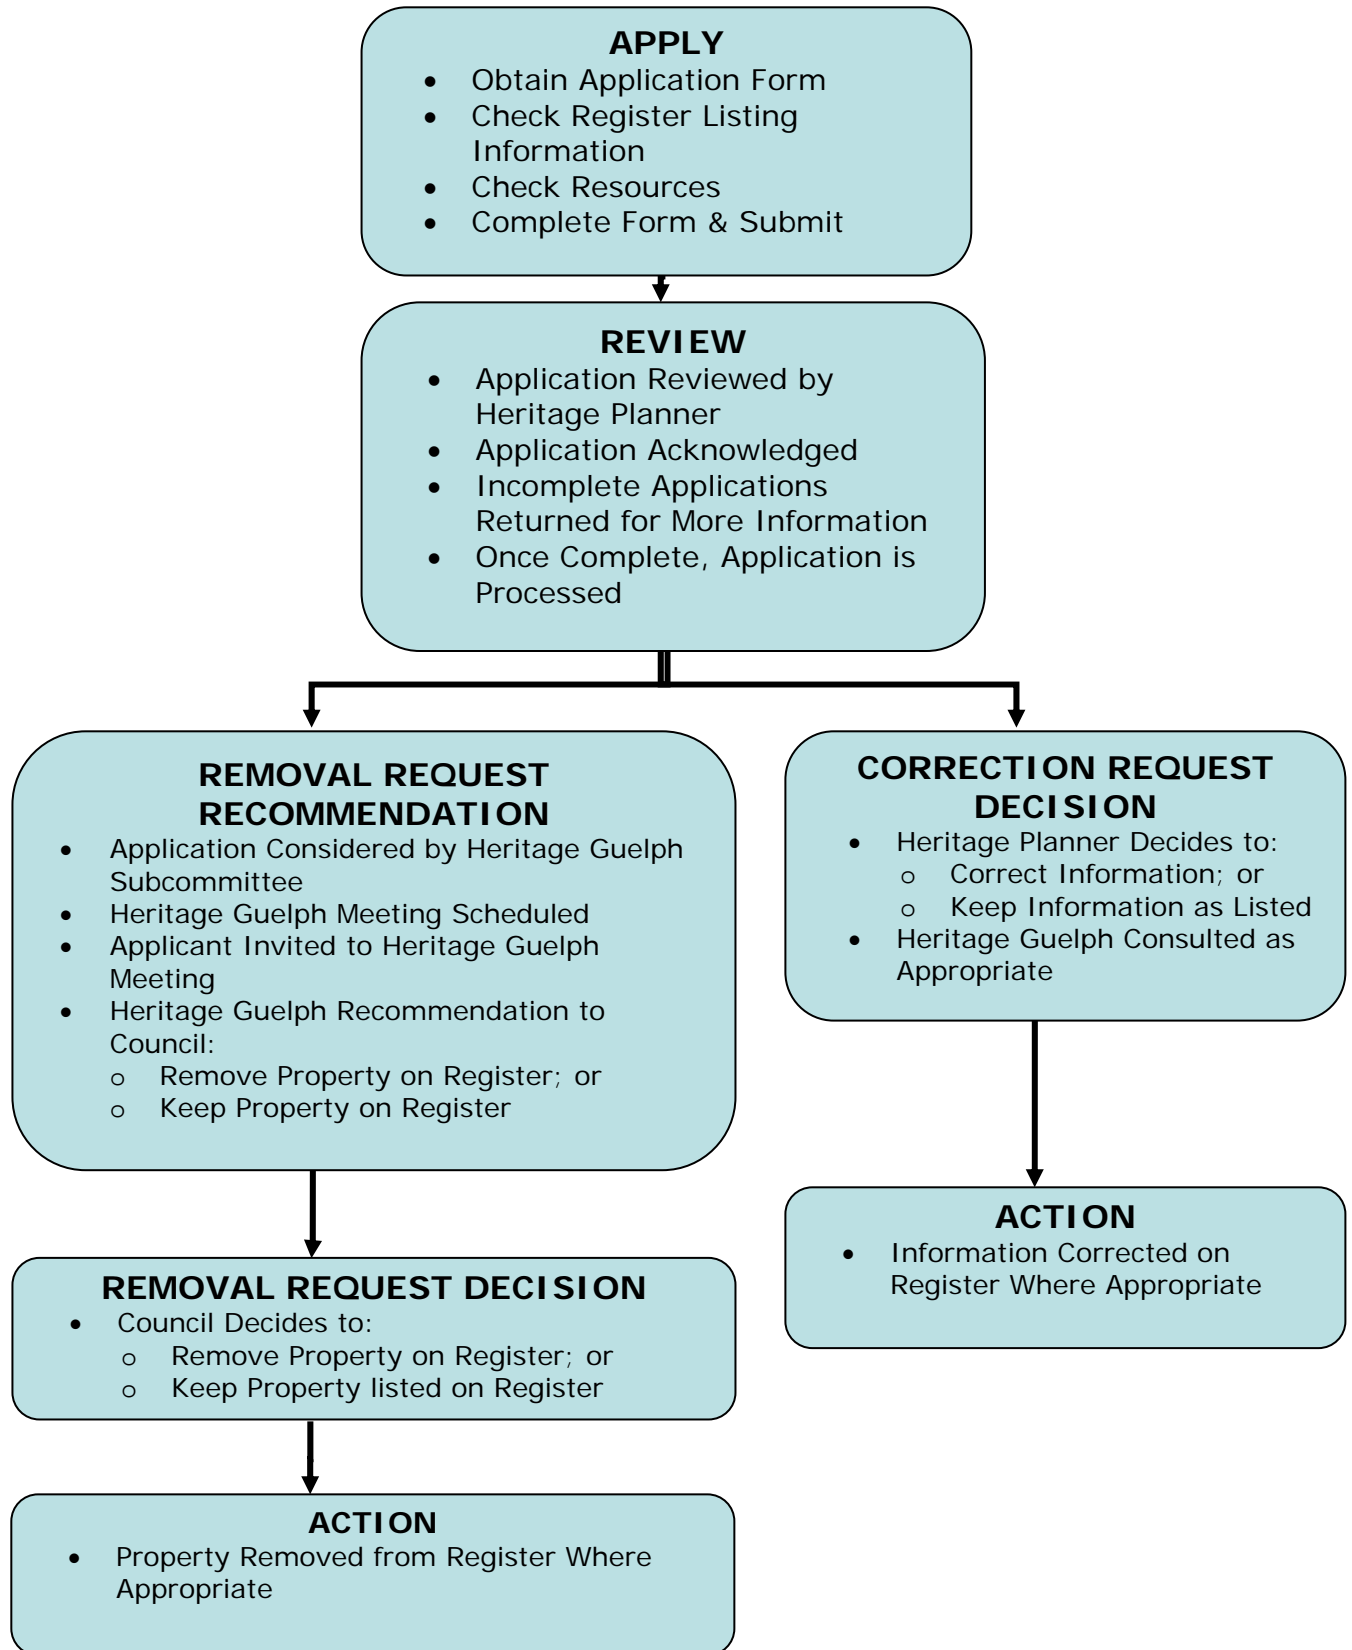 APPLY
• Obtain Application Form
• Check Register Listing
Information
• Check Resources
• Complete Form & Submit
REVIEW
• Application Reviewed by
Heritage Planner
• Application Acknowledged
• Incomplete Applications
Returned for More Information
• Once Complete, Application is
Processed
REMOVAL REQUEST
RECOMMENDATION
• Application Considered by Heritage Guelph
Subcommittee
• Heritage Guelph Meeting Scheduled
• Applicant Invited to Heritage Guelph
Meeting
• Heritage Guelph Recommendation to
Council:
o Remove Property on Register; or
o Keep Property on Register
CORRECTION REQUEST
DECISION
• Heritage Planner Decides to:
o Correct Information; or
o Keep Information as Listed
• Heritage Guelph Consulted as
Appropriate
REMOVAL REQUEST DECISION
• Council Decides to:
o Remove Property on Register; or
o Keep Property listed on Register
ACTION
• Information Corrected on
Register Where Appropriate
ACTION
• Property Removed from Register Where
Appropriate